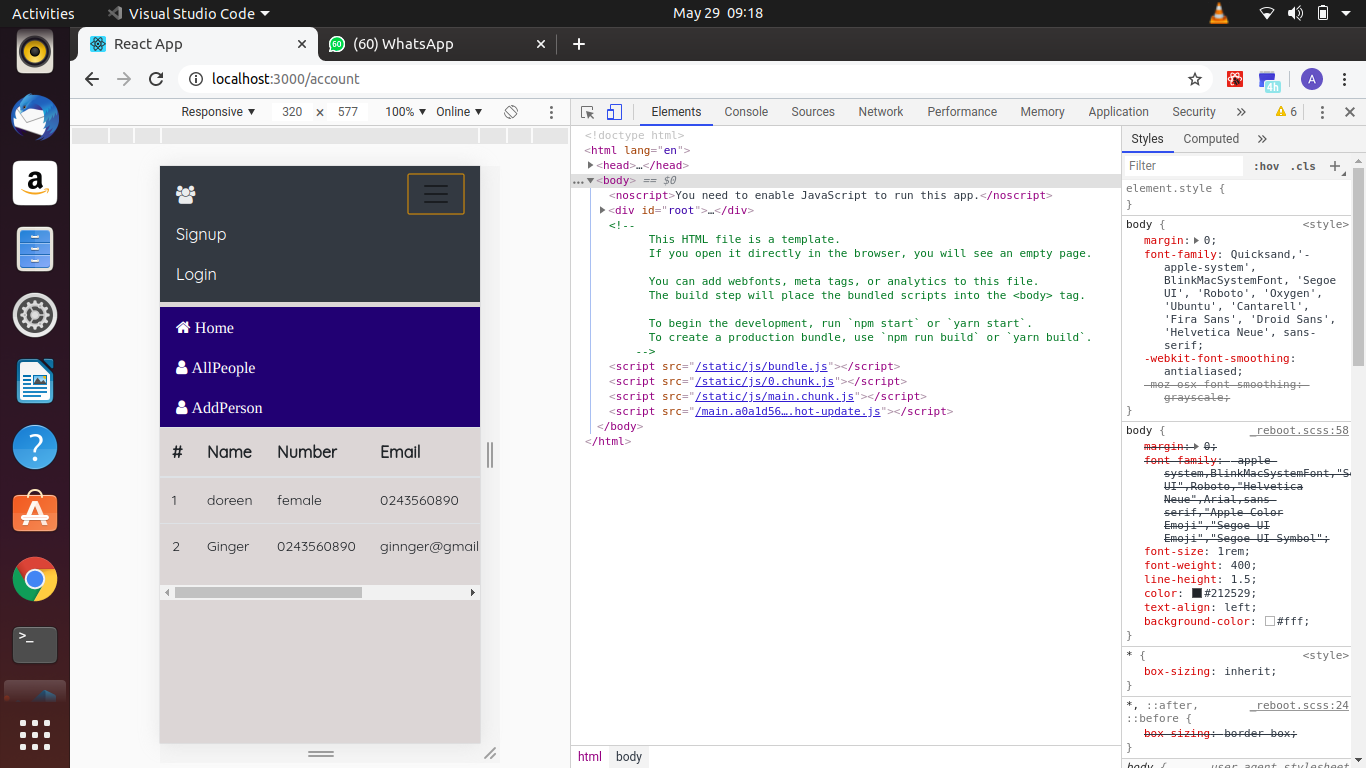 Activities
Visual Studio Code
May 29 09:18
React App
(60) WhatsApp
localhost:3000/account
A
4h
Responsive
320 × 577
100%
Online
Elements
Console
Sources
Network
Performance
Memory
Application
Security
6
Signup
Login
Home
AllPeople
AddPerson
# Name Number Email
1 doreen female 0243560890
2 Ginger 0243560890 ginnger@gmail
<!doctype html>
<html lang="en">
<head>…</head>
<body> == $0
<noscript>You need to enable JavaScript to run this app.</noscript>
<div id="root">…</div>
<!--
This HTML file is a template.
If you open it directly in the browser, you will see an empty page.
You can add webfonts, meta tags, or analytics to this file.
The build step will place the bundled scripts into the <body> tag.
To begin the development, run `npm start` or `yarn start`.
To create a production bundle, use `npm run build` or `yarn build`.
-->
<script src="/static/js/bundle.js"></script>
<script src="/static/js/0.chunk.js"></script>
<script src="/static/js/main.chunk.js"></script>
<script src="/main.a0a1d56….hot-update.js"></script>
</body>
</html>
html
body
Styles
Computed
Filter
:hov
.cls
element.style {
}
body {
<style>
margin: 0;
font-family: Quicksand,'-
apple-system',
BlinkMacSystemFont, 'Segoe
UI', 'Roboto', 'Oxygen',
'Ubuntu', 'Cantarell',
'Fira Sans', 'Droid Sans',
'Helvetica Neue', sans-
serif;
-webkit-font-smoothing:
antialiased;
-moz-osx-font-smoothing:
grayscale;
}
body {
_reboot.scss:58
margin: 0;
font-family: -apple-
system,BlinkMacSystemFont,"Se
UI",Roboto,"Helvetica
Neue",Arial,sans-
serif,"Apple Color
Emoji","Segoe UI
Emoji","Segoe UI Symbol";
font-size: 1rem;
font-weight: 400;
line-height: 1.5;
color: #212529;
text-align: left;
background-color: #fff;
}
* {
<style>
box-sizing: inherit;
}
*, ::after,
_reboot.scss:24
::before {
box-sizing: border-box;
}
body {
user agent stylesheet